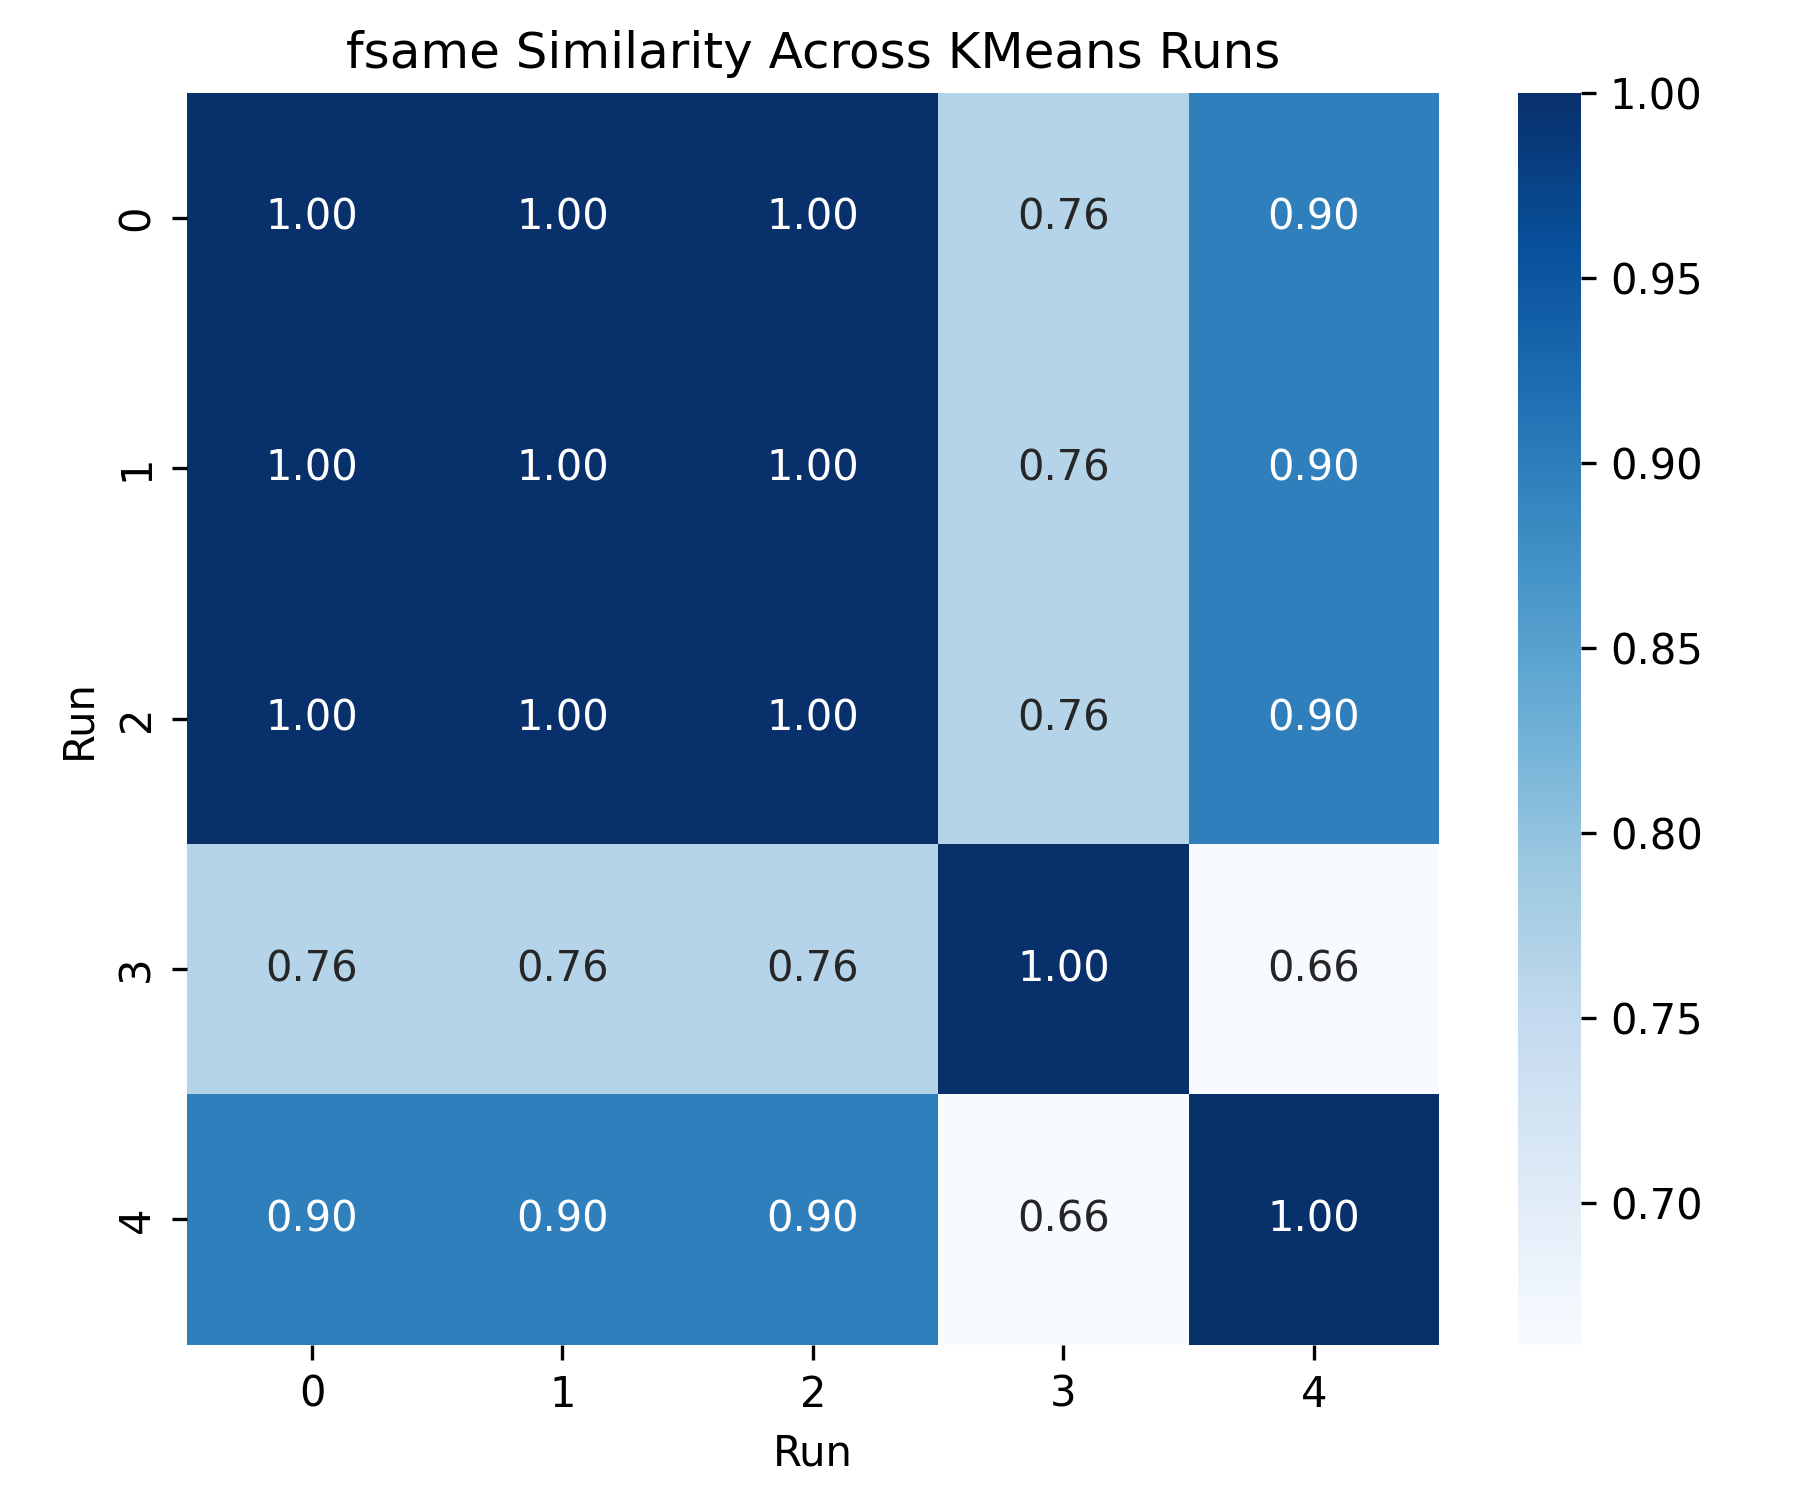 fsame Similarity Across KMeans Runs
1.00
0 1.00 1.00 1.00 0.76 0.90
0.95
1 1.00 1.00 1.00 0.76 0.90
0.90
0.85
2 1.00 1.00 1.00 0.76 0.90
Run
0.80
3 0.76 0.76 0.76 1.00 0.66
0.75
4 0.90 0.90 0.90 0.66 1.00
0.70
0 1 2 3 4
Run